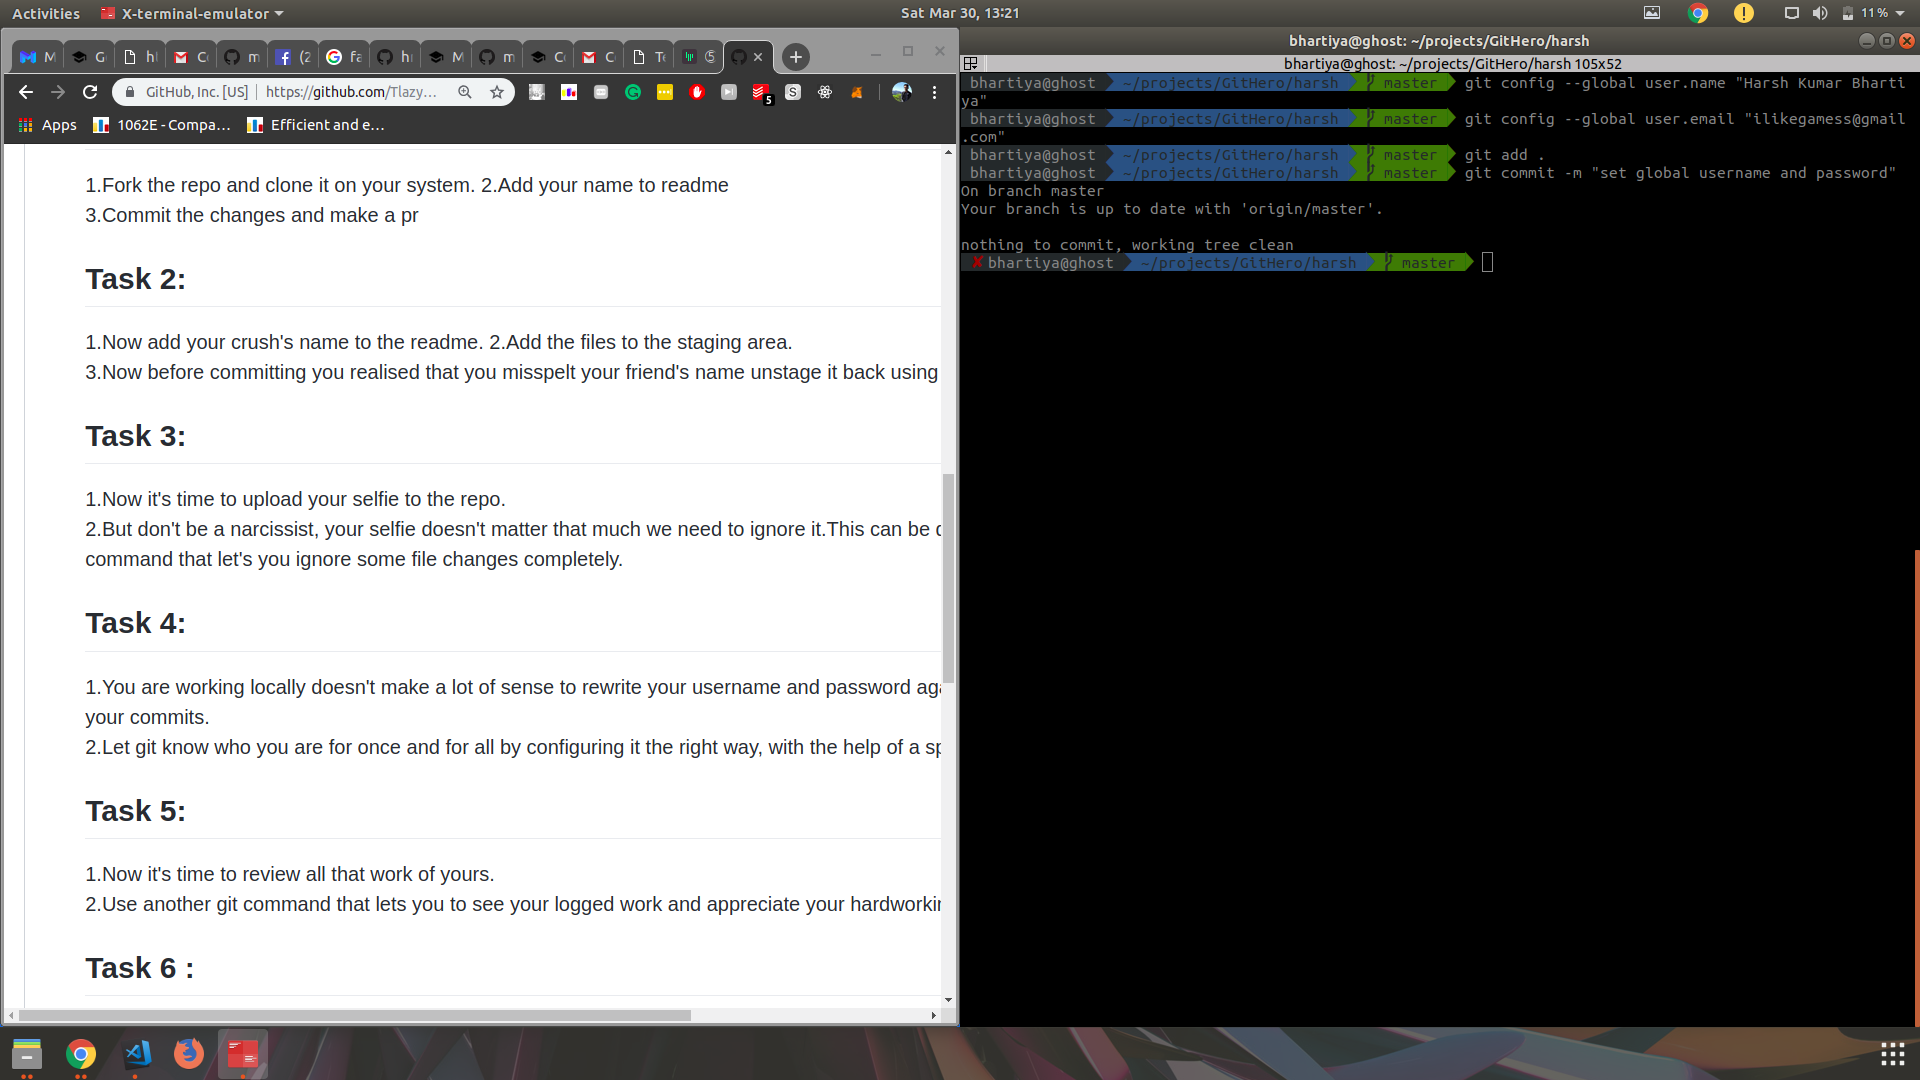 Activities
X-terminal-emulator
Sat Mar 30, 13:21
11%
bhartiya@ghost: ~/projects/GitHero/harsh
GitHub, Inc. [US]
https://github.com/Tlazy...
5
Apps
1062E - Compa...
Efficient and e...
1.Fork the repo and clone it on your system. 2.Add your name to readme
3.Commit the changes and make a pr
Task 2:
1.Now add your crush's name to the readme. 2.Add the files to the staging area.
3.Now before committing you realised that you misspelt your friend's name unstage it back using
Task 3:
1.Now it's time to upload your selfie to the repo.
2.But don't be a narcissist, your selfie doesn't matter that much we need to ignore it.This can be
command that let's you ignore some file changes completely.
Task 4:
1.You are working locally doesn't make a lot of sense to rewrite your username and password
your commits.
2.Let git know who you are for once and for all by configuring it the right way, with the help of a
Task 5:
1.Now it's time to review all that work of yours.
2.Use another git command that lets you to see your logged work and appreciate your
Task 6 :
bhartiya@ghost: ~/projects/GitHero/harsh 105x52
bhartiya@ghost ~/projects/GitHero/harsh master git config --global user.name "Harsh Kumar Bharti
ya"
bhartiya@ghost ~/projects/GitHero/harsh master git config --global user.email "ilikegamess@gmail
.com"
bhartiya@ghost ~/projects/GitHero/harsh master git add .
bhartiya@ghost ~/projects/GitHero/harsh master git commit -m "set global username and password"
On branch master
Your branch is up to date with 'origin/master'.
nothing to commit, working tree clean
✘ bhartiya@ghost ~/projects/GitHero/harsh master